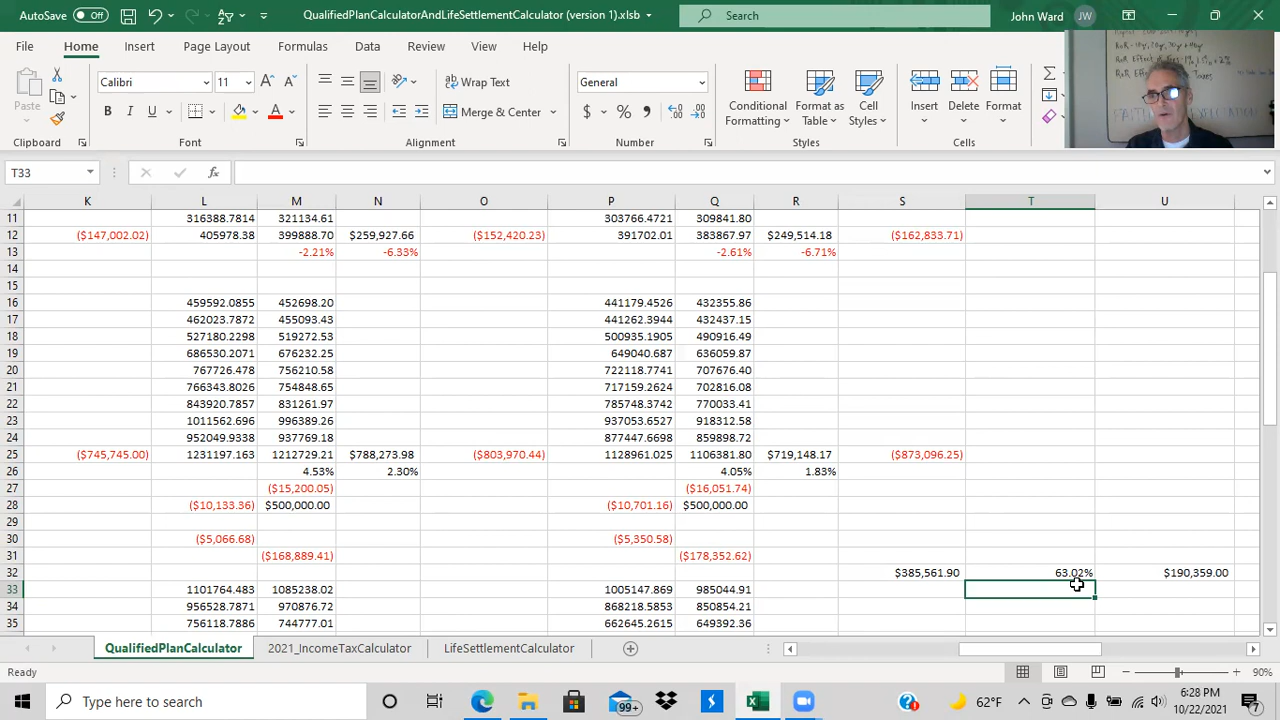 AutoSave Off QualifiedPlanCalculatorAndLifeSettlementCalculator (version 1).xlsb Search John Ward JW
File Home Insert Page Layout Formulas Data Review View Help
Paste Calibri 11 A A Wrap Text General Conditional Formatting Format as Table Cell Styles Insert Delete Format
B I U A Merge & Center $ %
Clipboard Font Alignment Number Styles Cells
T33 fx
K L M N O P Q R S T U
11 316388.7814 321134.61 303766.4721 309841.80
12 ($147,002.02) 405978.38 399888.70 $259,927.66 ($152,420.23) 391702.01 383867.97 $249,514.18 ($162,833.71)
13 -2.21% -6.33% -2.61% -6.71%
14
15
16 459592.0855 452698.20 441179.4526 432355.86
17 462023.7872 455093.43 441262.3944 432437.15
18 527180.2298 519272.53 500935.1905 490916.49
19 686530.2171 676232.25 649040.687 636059.87
20 767726.478 756210.58 722118.7741 707676.40
21 766343.8026 754848.65 717159.2624 702816.08
22 843920.7857 831261.97 785748.3742 770033.41
23 1011562.696 996389.26 937053.6527 918312.58
24 952049.9338 937769.18 877447.6698 859898.72
25 ($745,745.00) 1231197.163 1212729.21 $788,273.98 ($803,970.44) 1128961.025 1106381.80 $719,148.17 ($873,096.25)
26 4.53% 2.30% 4.05% 1.83%
27 ($15,200.05) ($16,051.74)
28 ($10,133.36) $500,000.00 ($10,701.16) $500,000.00
29
30 ($5,066.68) ($5,350.58)
31 ($168,889.41) ($178,352.62)
32 $385,561.90 63.02% $190,359.00
33 1101764.483 1085238.02 1005147.869 985044.91
34 956528.7871 970876.72 868218.5853 850854.21
35 756118.7886 744777.01 662645.2615 649392.36
QualifiedPlanCalculator 2021_IncomeTaxCalculator LifeSettlementCalculator
Ready 90%
Type here to search 99+ 62°F 6:28 PM
10/22/2021 7